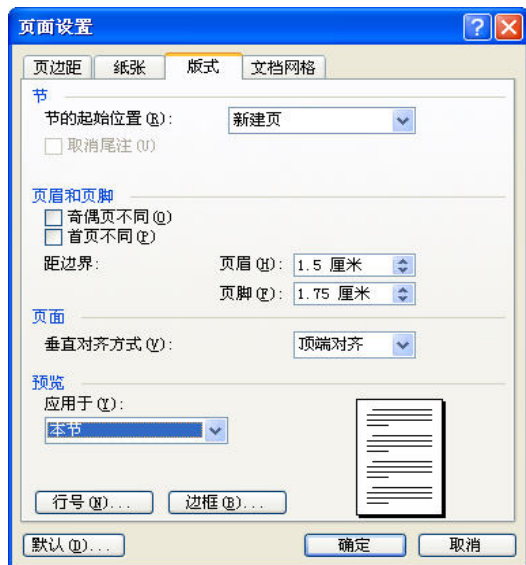 页面设置
页边距 纸张 版式 文档网格
节
节的起始位置(R): 新建页
取消尾注(U)
页眉和页脚
奇偶页不同(O)
首页不同(P)
距边界: 页眉(H): 1.5 厘米
页脚(F): 1.75 厘米
页面
垂直对齐方式(V): 顶端对齐
预览
应用于(Y):
本节
行号(N)... 边框(B)...
默认(D)... 确定 取消